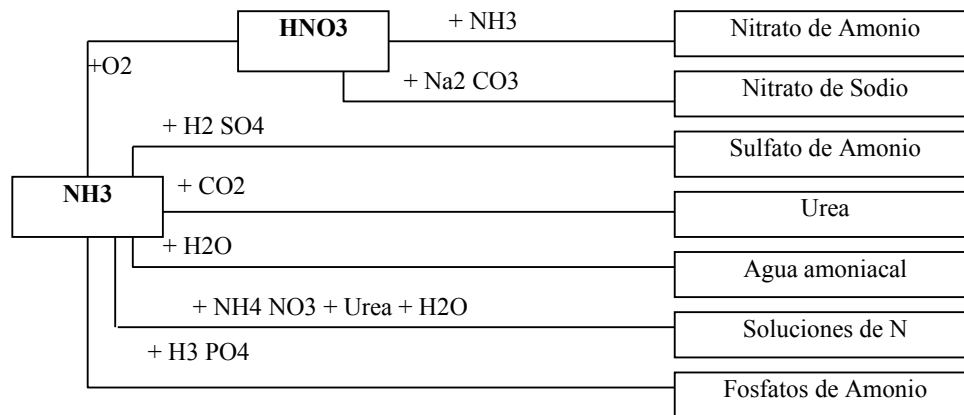 HNO3
+ NH3
Nitrato de Amonio
+O2
+ Na2 CO3
Nitrato de Sodio
+ H2 SO4
Sulfato de Amonio
NH3
+ CO2
Urea
+ H2O
Agua amoniacal
+ NH4 NO3 + Urea + H2O
Soluciones de N
+ H3 PO4
Fosfatos de Amonio